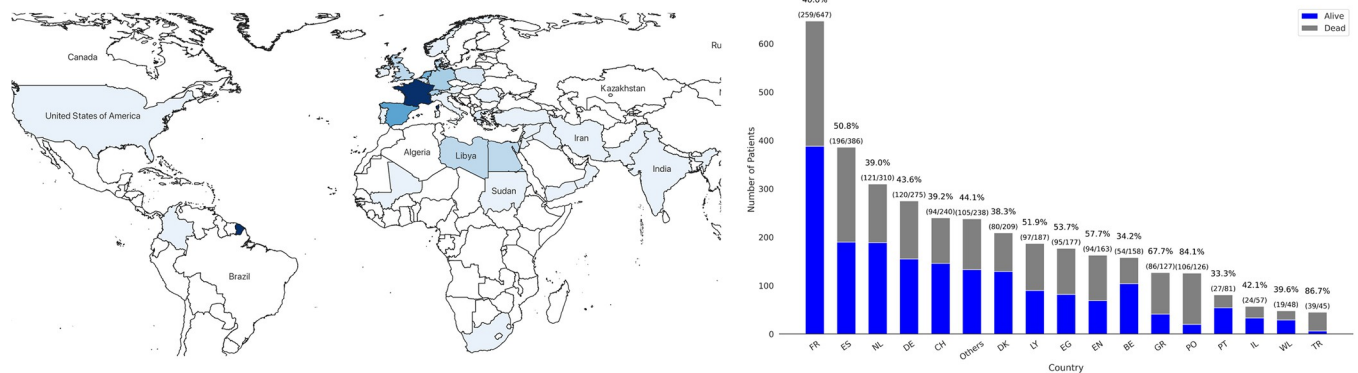 Canada
United States of America
Brazil
Algeria
Libya
Sudan
Ru
Kazakhstan
Iran
India
Alive
Dead
Number of Patients
600
500
400
300
200
100
0
40.0%
(259/647)
50.8%
(196/386)
39.0%
(121/310)
43.6%
(120/275)
39.2%
(94/240)
44.1%
(105/238)
38.3%
(80/209)
51.9%
(97/187)
53.7%
(95/177)
57.7%
(94/163)
34.2%
(54/158)
67.7%
(86/127)
84.1%
(106/126)
33.3%
(27/81)
42.1%
(24/57)
39.6%
(19/48)
86.7%
(39/45)
FR
ES
NL
DE
CH
Others
DK
LY
EG
EN
BE
GR
PO
PT
IL
WL
TR
Country